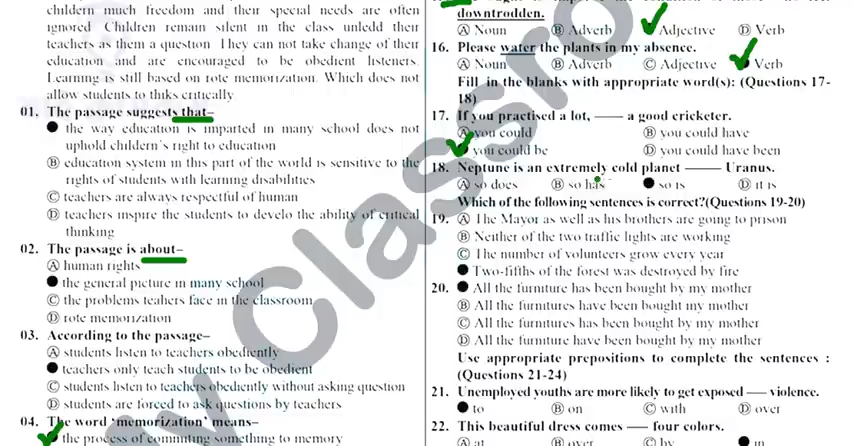 childern much freedom and their special needs are often
ignored Children remain silent in the class unledd their
teachers as them a question They can not take change of their
education and are encouraged to be obedient listeners.
Learning is still based on rote memorization. Which does not
allow students to thiks critically
01. The passage suggests that–
the way education is imparted in many school does not
uphold childern's right to education
Ⓑ education system in this part of the world is sensitive to the
rights of students with learning disabilities
Ⓒ teachers are always respectful of human
Ⓓ teachers inspire the students to develop the ability of critical
thinking
02. The passage is about–
Ⓐ human rights
the general picture in many school
Ⓒ the problems teahers face in the classroom
Ⓓ rote memorization
03. According to the passage–
Ⓐ students listen to teachers obediently
teachers only teach students to be obedient
Ⓒ students listen to teachers obediently without asking question
Ⓓ students are forced to ask questions by teachers
04. The word 'memorization' means–
the process of commiting something to memory
downtrodden.
Ⓐ Noun Ⓑ Adverb Adjective Ⓓ Verb
16. Please water the plants in my absence.
Ⓐ Noun Ⓑ Adverb Ⓒ Adjective Verb
Fill in the blanks with appropriate word(s): (Questions 17-
18)
17. If you practised a lot, —— a good cricketer.
Ⓐ you could Ⓑ you could have
you could be Ⓓ you could have been
18. Neptune is an extremely cold planet —— Uranus.
Ⓐ so does Ⓑ so has so is Ⓓ it is
Which of the following sentences is correct?(Questions 19-20)
19. Ⓐ The Mayor as well as his brothers are going to prison
Ⓑ Neither of the two traffic lights are working
Ⓒ The number of volunteers grow every year
Two-fifths of the forest was destroyed by fire
20. All the furniture has been bought by my mother
Ⓑ All the furnitures have been bought my mother
Ⓒ All the furnitures has been bought by my mother
Ⓓ All the furniture have been bought by my mother
Use appropriate prepositions to complete the sentences :
(Questions 21-24)
21. Unemployed youths are more likely to get exposed —— violence.
to Ⓑ on Ⓒ with Ⓓ over
22. This beautiful dress comes —— four colors.
Ⓐ at Ⓑ over Ⓒ by